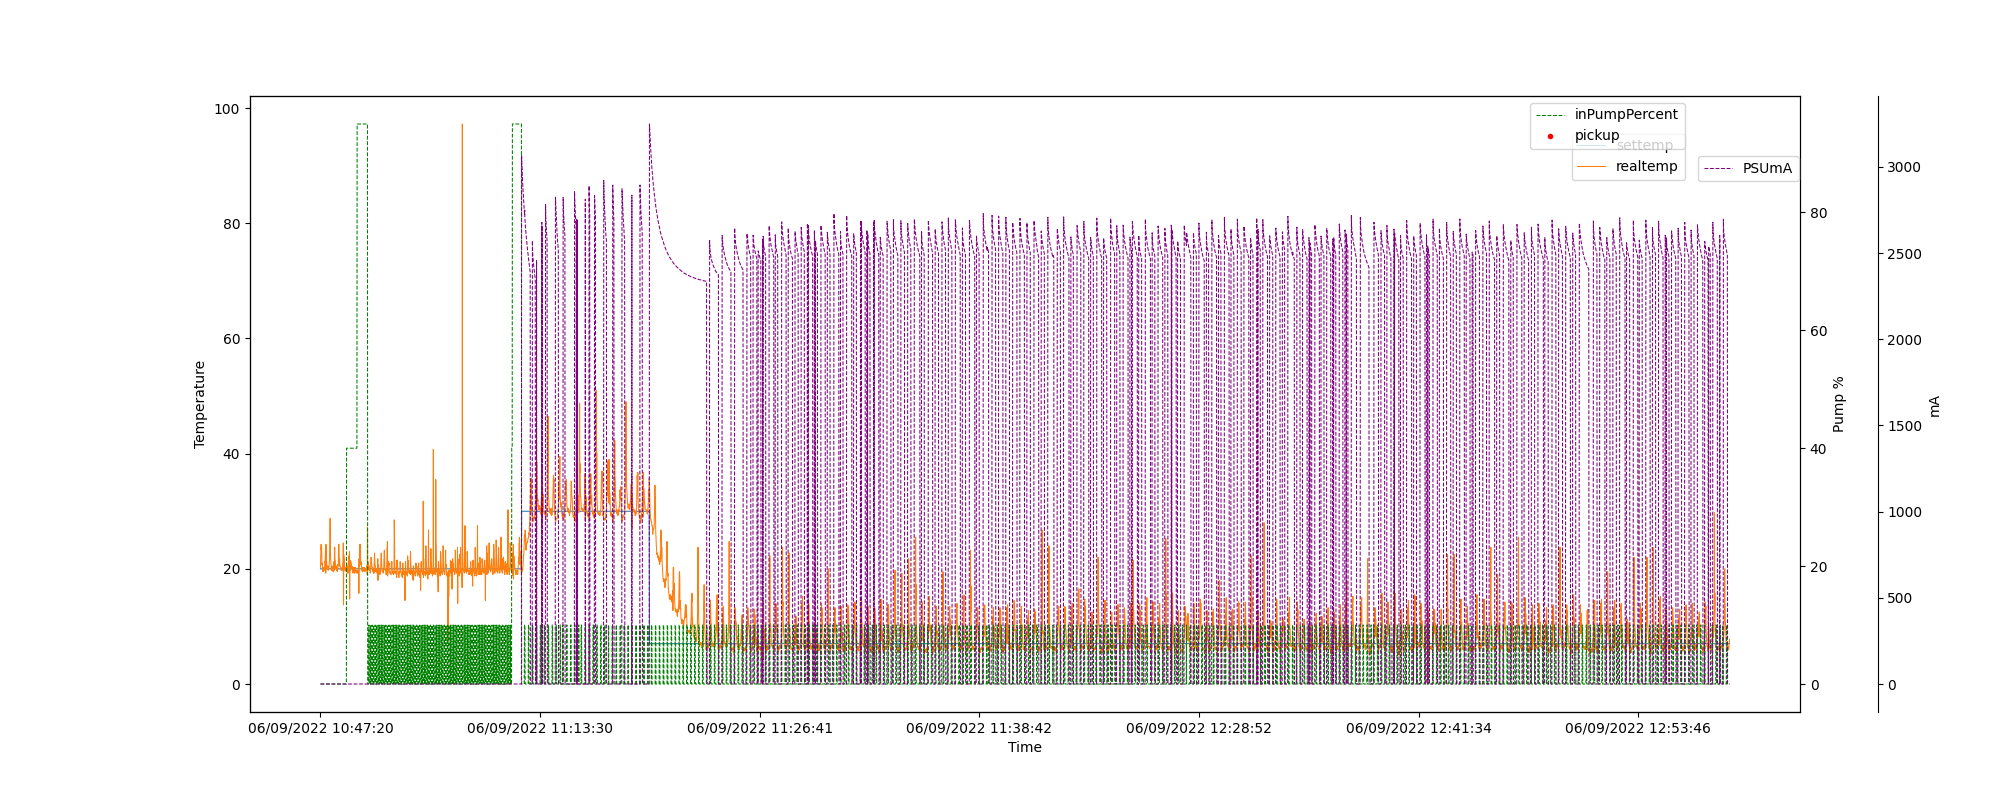 100
80
60
40
20
0
Temperature
inPumpPercent
pickup
settemp
realtemp
PSUmA
80
60
40
20
0
Pump %
3000
2500
2000
1500
1000
500
0
mA
06/09/2022 10:47:20
06/09/2022 11:13:30
06/09/2022 11:26:41
06/09/2022 11:38:42
06/09/2022 12:28:52
06/09/2022 12:41:34
06/09/2022 12:53:46
Time